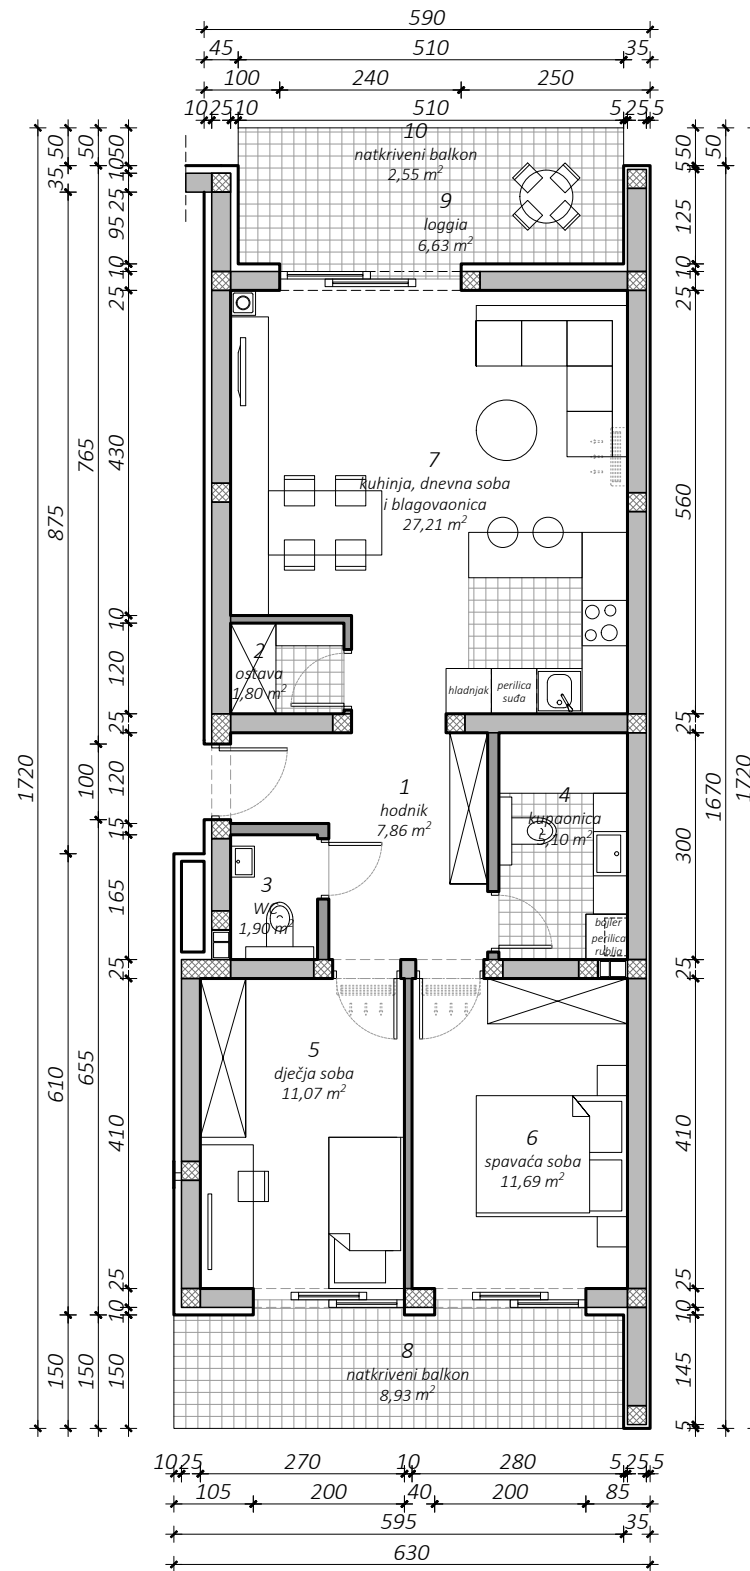 590
45 510 35
100 240 250
10 25 10 510 5 25 5
10
natkriveni balkon
2,55 m²
9
loggia
6,63 m²
7
kuhinja, dnevna soba
i blagovaonica
27,21 m²
2
ostava
1,80 m²
hladnjak
perilica
suđa
1
hodnik
7,86 m²
4
kupaonica
5,10 m²
3
WC
1,90 m²
bojler
perilica
rublja
5
dječja soba
11,07 m²
6
spavaća soba
11,69 m²
8
natkriveni balkon
8,93 m²
1720
50 35 875 610 150
50 765 100 655 150
50 10 25 95 10 25 430 10 120 25 120 15 165 25 410 25 10 150
50 5 125 10 25 560 25 300 25 410 25 10 145 5
50 1670
1720
10 25 270 10 280 5 25 5
105 200 40 200 85
595 35
630